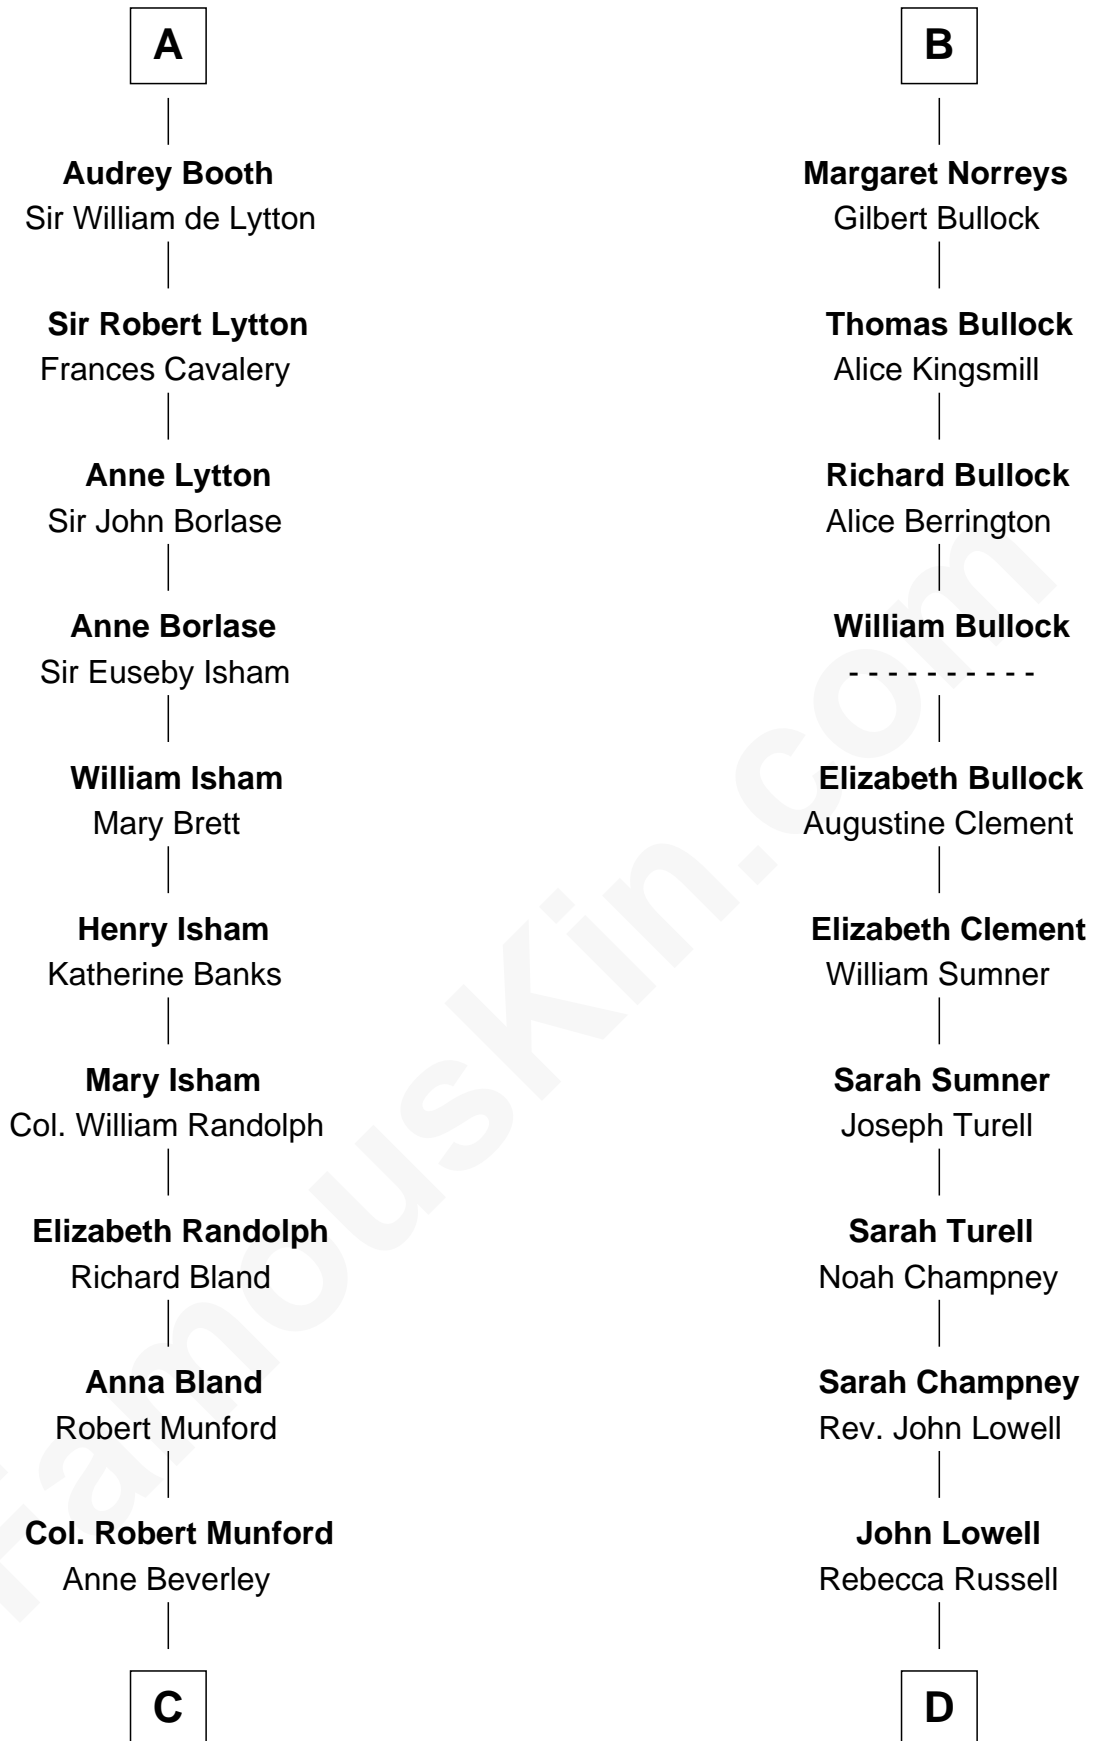 A
Audrey Booth
Sir William de Lytton
Sir Robert Lytton
Frances Cavalery
Anne Lytton
Sir John Borlase
Anne Borlase
Sir Euseby Isham
William Isham
Mary Brett
Henry Isham
Katherine Banks
Mary Isham
Col. William Randolph
Elizabeth Randolph
Richard Bland
Anna Bland
Robert Munford
Col. Robert Munford
Anne Beverley
C
B
Margaret Norreys
Gilbert Bullock
Thomas Bullock
Alice Kingsmill
Richard Bullock
Alice Berrington
William Bullock
- - - - - - - - - -
Elizabeth Bullock
Augustine Clement
Elizabeth Clement
William Sumner
Sarah Sumner
Joseph Turell
Sarah Turell
Noah Champney
Sarah Champney
Rev. John Lowell
John Lowell
Rebecca Russell
D
FamousKin.com